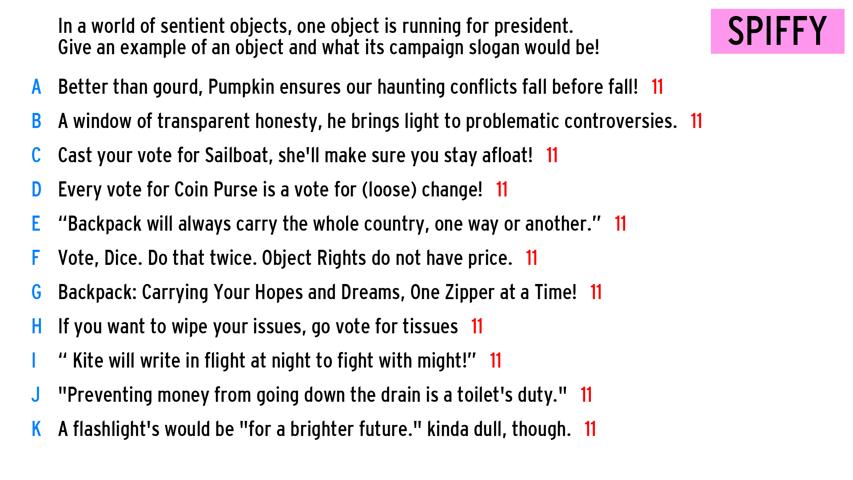 In a world of sentient objects, one object is running for president.
Give an example of an object and what its campaign slogan would be!
SPIFFY
A Better than gourd, Pumpkin ensures our haunting conflicts fall before fall! 11
B A window of transparent honesty, he brings light to problematic controversies. 11
C Cast your vote for Sailboat, she'll make sure you stay afloat! 11
D Every vote for Coin Purse is a vote for (loose) change! 11
E “Backpack will always carry the whole country, one way or another.” 11
F Vote, Dice. Do that twice. Object Rights do not have price. 11
G Backpack: Carrying Your Hopes and Dreams, One Zipper at a Time! 11
H If you want to wipe your issues, go vote for tissues 11
I “ Kite will write in flight at night to fight with might!” 11
J "Preventing money from going down the drain is a toilet's duty." 11
K A flashlight's would be "for a brighter future." kinda dull, though. 11